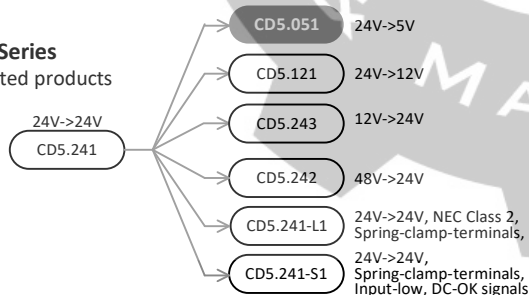 Series
ted products
24V->24V
CD5.241
CD5.051 24V->5V
CD5.121 24V->12V
CD5.243 12V->24V
CD5.242 48V->24V
CD5.241-L1 24V->24V, NEC Class 2,
Spring-clamp-terminals,
CD5.241-S1 24V->24V,
Spring-clamp-terminals,
Input-low, DC-OK signals
MA